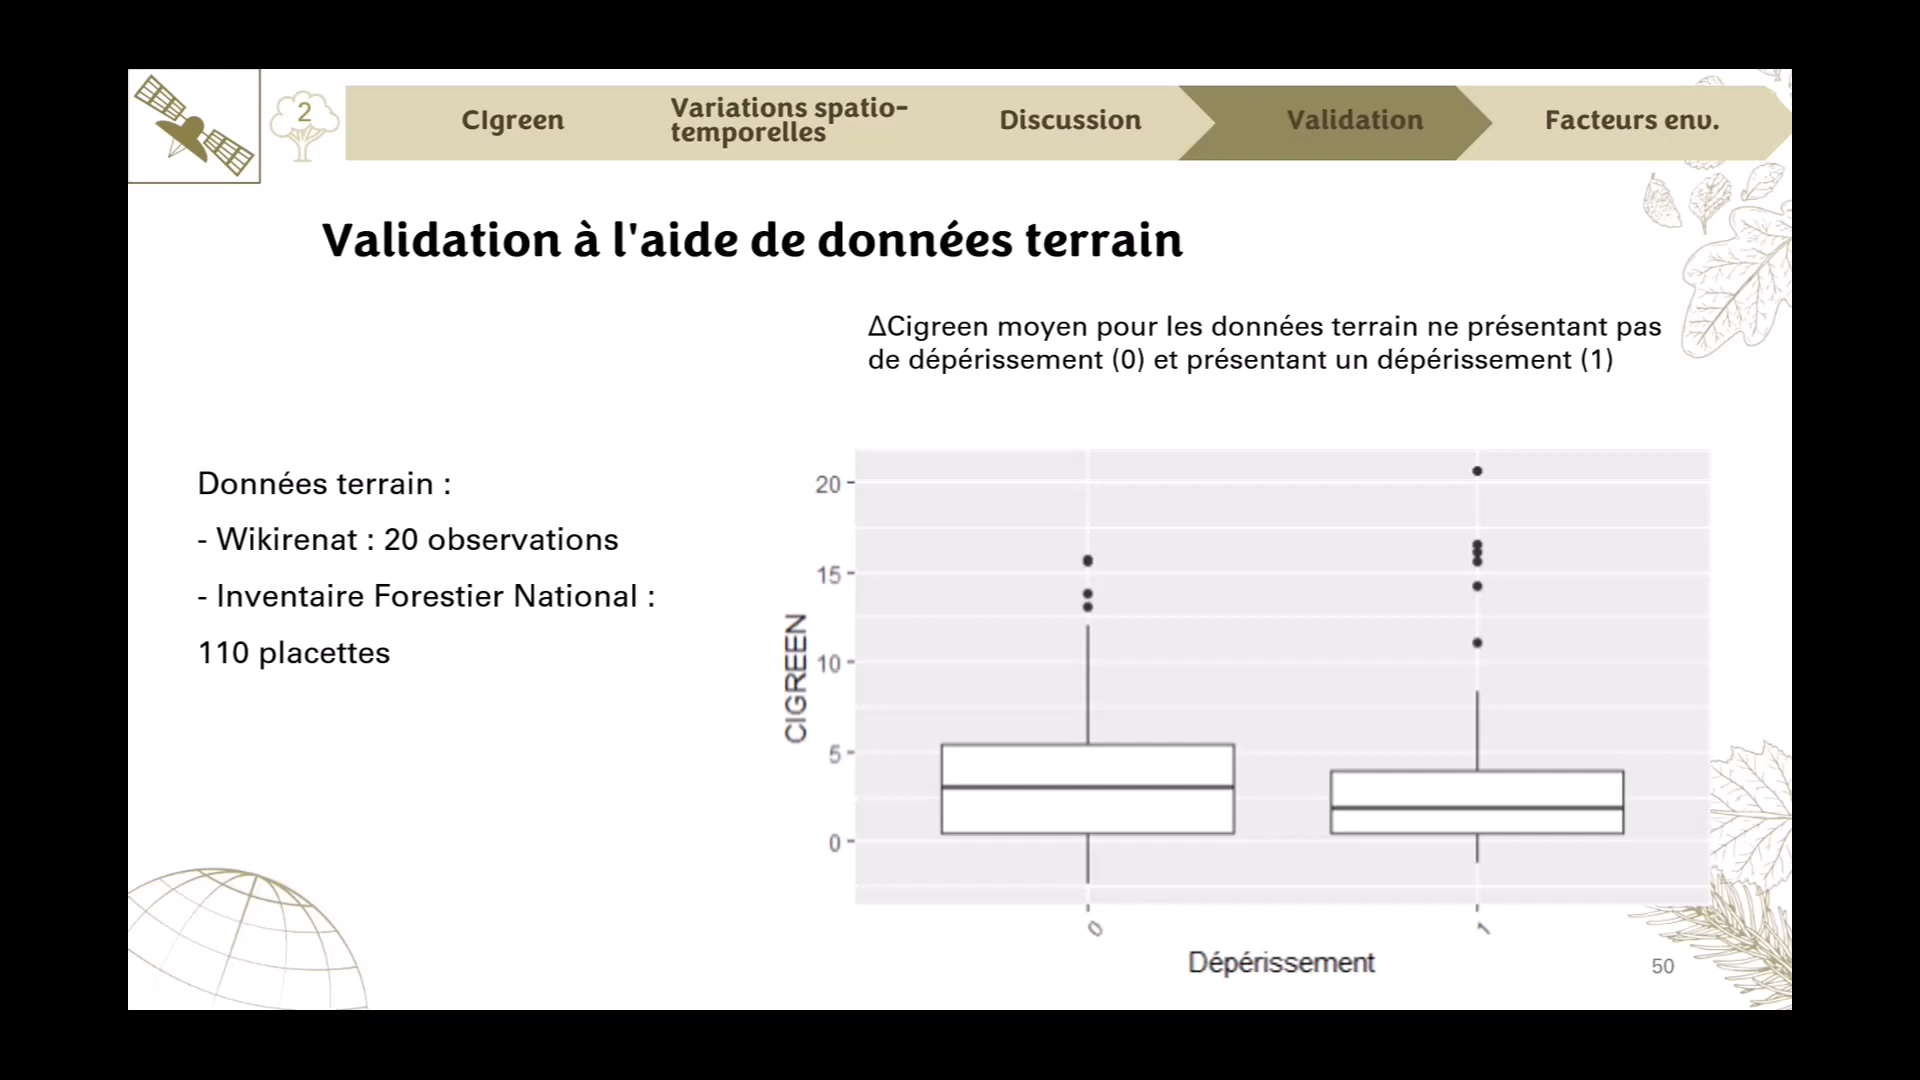 2
CIgreen
Variations spatio-
temporelles
Discussion
Validation
Facteurs env.
Validation à l'aide de données terrain
ΔCigreen moyen pour les données terrain ne présentant pas
de dépérissement (0) et présentant un dépérissement (1)
Données terrain :
- Wikirenat : 20 observations
- Inventaire Forestier National :
110 placettes
CIGREEN
20
15
10
5
0
0
1
Dépérissement
50